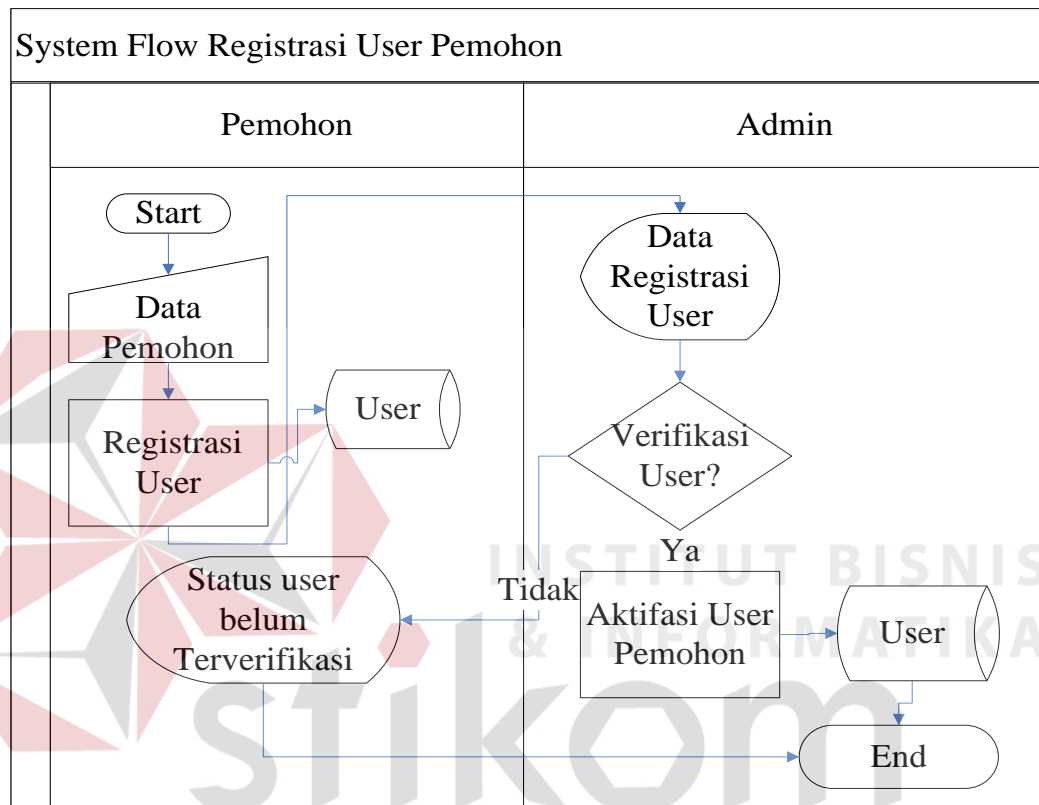 System Flow Registrasi User Pemohon
Pemohon
Admin
Start
Data
Pemohon
Registrasi
User
User
Status user
belum
Terverifikasi
Data
Registrasi
User
Verifikasi
User?
Ya
Tidak
Aktifasi User
Pemohon
User
End
INSTITUT BISNIS
& INFORMATIKA
stikom